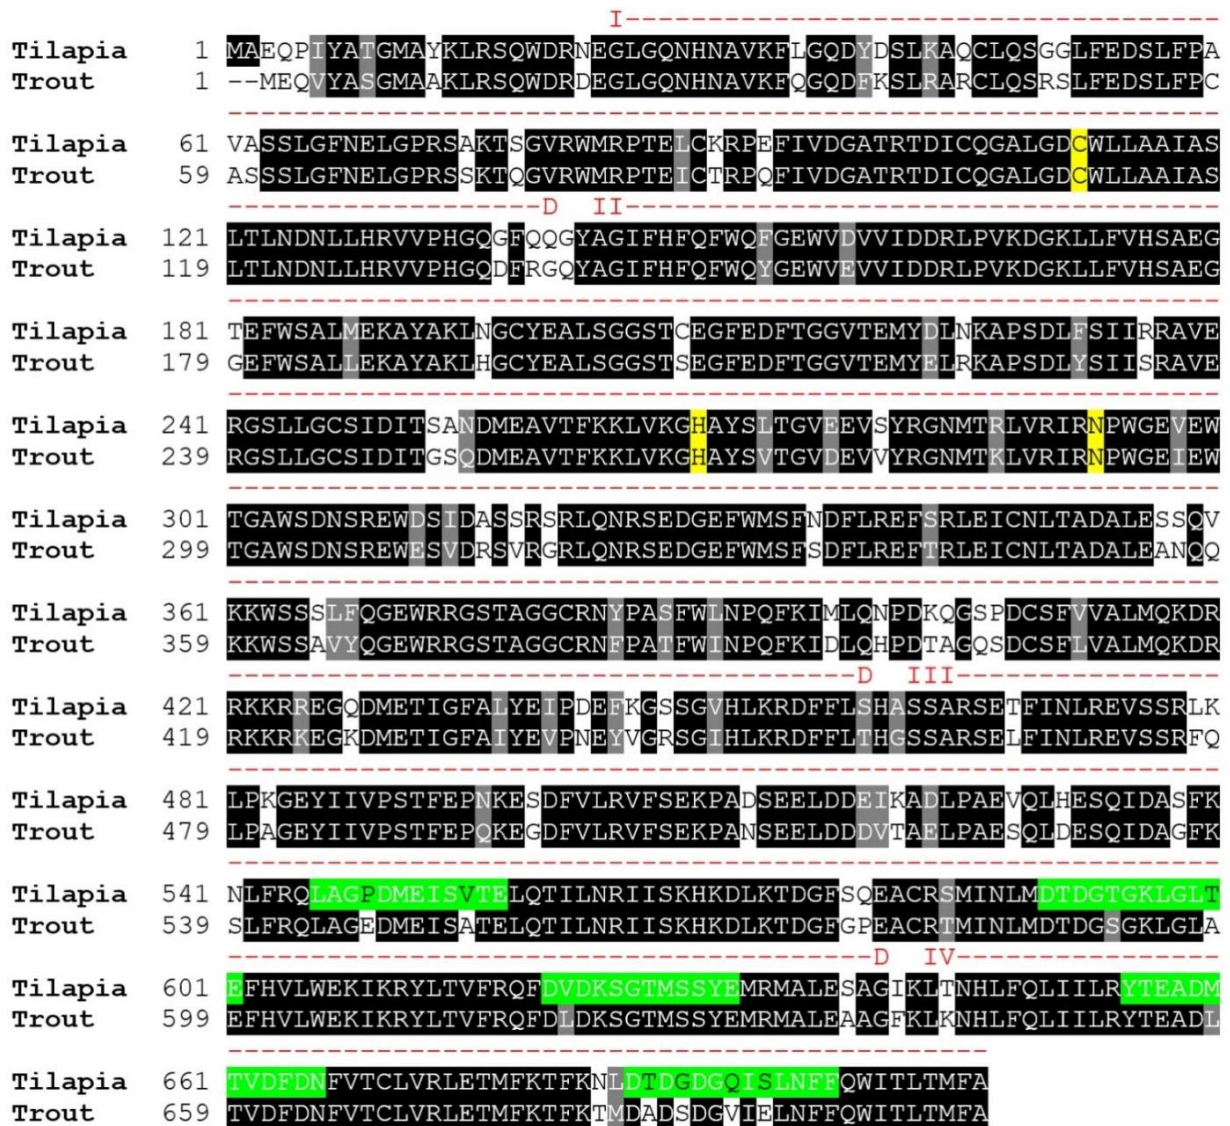 I-------------------------------------
Tilapia 1 MAEQPIYATGMAYKLRSQWDRNEGLGQNHNAVKFLGQDYDSLKAQCLQSGGLFEDSLFPA
Trout 1 --MEQVYASGMAAKLRSQWDRDEGLGQNHNAVKFQGQDFKSLRARCLQSRSLFEDSLFPC
------------------------------------------------------------
Tilapia 61 VASSLGFNELGPRSAKTSGVRWMRPTELCKRPEFIVDGATRTDICQGALGDCWLLAAIAS
Trout 59 ASSSLGFNELGPRSSKTQGVRWMRPTEICTRPQFIVDGATRTDICQGALGDCWLLAAIAS
-------------------D II-------------------------------------
Tilapia 121 LTLNDNLLHRVVPHGQGFQQGYAGIFHFQFWQFGEWVDVVIDDRLPVKDGKLLFVHSAEG
Trout 119 LTLNDNLLHRVVPHGQDFRGQYAGIFHFQFWQYGEWVEVVIDDRLPVKDGKLLFVHSAEG
------------------------------------------------------------
Tilapia 181 TEFWSALMEKAYAKLNGCYEALSGGSTCEGFEDFTGGVTEMYDLNKAPSDLFSIIRRAVE
Trout 179 GEFWSALLEKAYAKLHGCYEALSGGSTSEGFEDFTGGVTEMYELRKAPSDLYSIISRAVE
------------------------------------------------------------
Tilapia 241 RGSLLGCSIDITSANDMEAVTFKKLVKGHAYSLTGVEEVSYRGNMTRLVRIRNPWGEVEW
Trout 239 RGSLLGCSIDITGSQDMEAVTFKKLVKGHAYSVTGVDEVVYRGNMTKLVRIRNPWGEIEW
------------------------------------------------------------
Tilapia 301 TGAWSDNSREWDSIDASSRSRLQNRSEDGEFWMSFNDFLREFSRLEICNLTADALESSQV
Trout 299 TGAWSDNSREWESVDRSVRGRLQNRSEDGEFWMSFSDFLREFTRLEICNLTADALEANQQ
------------------------------------------------------------
Tilapia 361 KKWSSSLFQGEWRRGSTAGGCRNYPASFWLNPQFKIMLQNPDKQGSPDCSFVVALMQKDR
Trout 359 KKWSSAVYQGEWRRGSTAGGCRNFPATFWINPQFKIDLQHPDTAGQSDCSFLVALMQKDR
---------------------------------------D III----------------
Tilapia 421 RKKRREGQDMETIGFALYEIPDEFKGSSGVHLKRDFFLSHASSARSETFINLREVSSRLK
Trout 419 RKKRKEGKDMETIGFAIYEVPNEYVGRSGIHLKRDFFLTHGSSARSELFINLREVSSRFQ
------------------------------------------------------------
Tilapia 481 LPKGEYIIVPSTFEPNKESDFVLRVFSEKPADSEELDDEIKADLPAEVQLHESQIDASFK
Trout 479 LPAGEYIIVPSTFEPQKEGDFVLRVFSEKPANSEELDDDVTAELPAESQLDESQIDAGFK
------------------------------------------------------------
Tilapia 541 NLFRQLAGPDMEISVTELQTILNRIISKHKDLKTDGFSQEACRSMINLMDTDGTGKLGLT
Trout 539 SLFRQLAGEDMEISATELQTILNRIISKHKDLKTDGFGPEACRTMINLMDTDGSGKLGLA
---------------------------------------D IV-----------------
Tilapia 601 EFHVLWEKIKRYLTVFRQFDVDKSGTMSSYEMRMALESAGIKLTNHLFQLIILRYTEADM
Trout 599 EFHVLWEKIKRYLTVFRQFDLDKSGTMSSYEMRMALEAAGFKLKNHLFQLIILRYTEADL
----------------------------------------------
Tilapia 661 TVDFDNFVTCLVRLETMFKTFKNLDTDGDGQISLNFFQWITLTMFA
Trout 659 TVDFDNFVTCLVRLETMFKTFKTMDADSDGVIELNFFQWITLTMFA